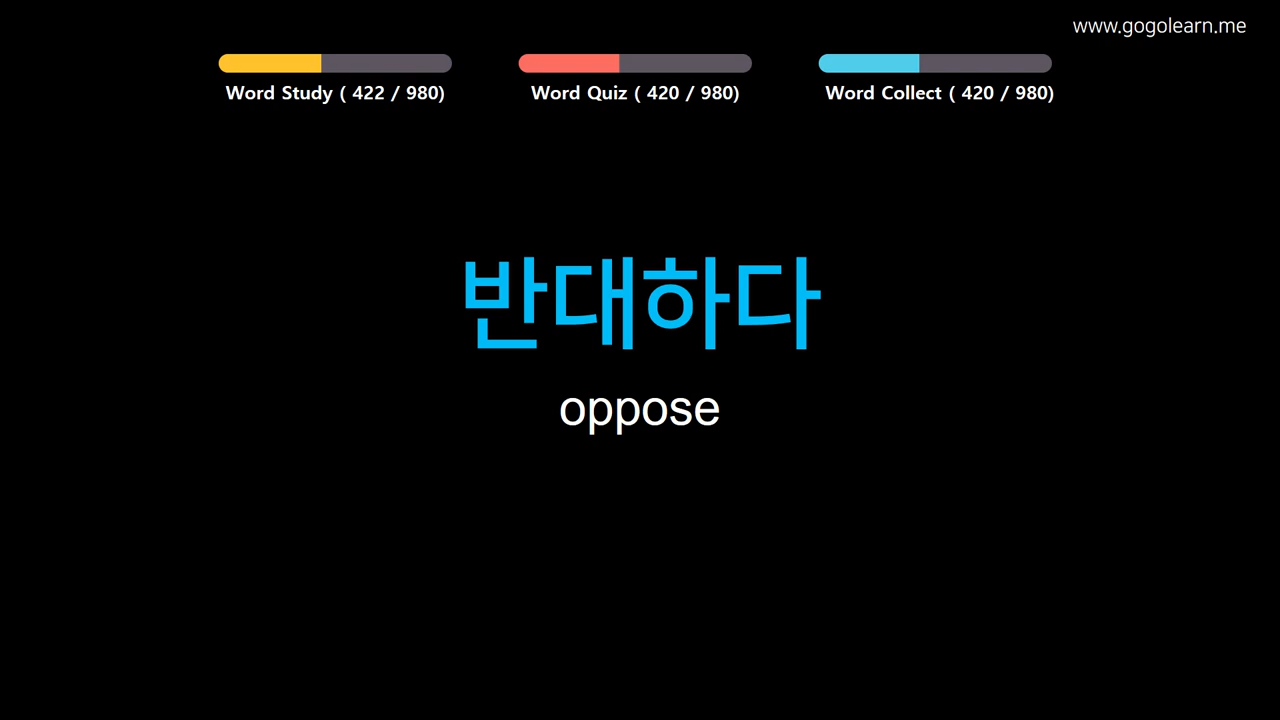 www.gogolearn.me
Word Study ( 422 / 980)
Word Quiz ( 420 / 980)
Word Collect ( 420 / 980)
반대하다
oppose